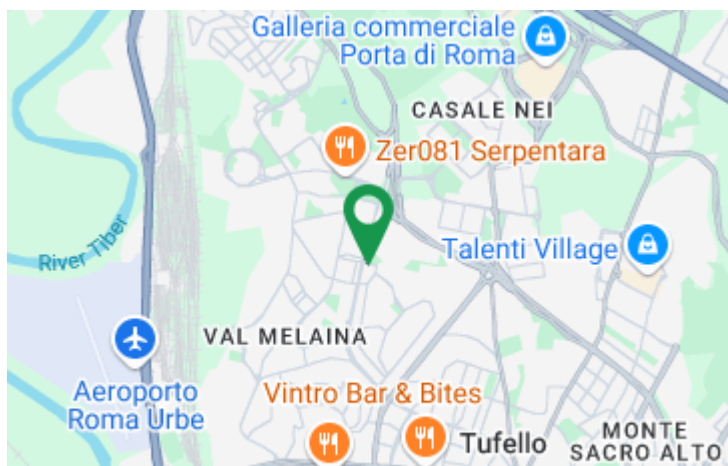 Galleria commerciale
Porta di Roma
CASALE NEI
Zer081 Serpentara
River Tiber
Talenti Village
VAL MELAINA
Aeroporto
Roma Urbe
Vintro Bar & Bites
Tufello
MONTE
SACRO ALTO